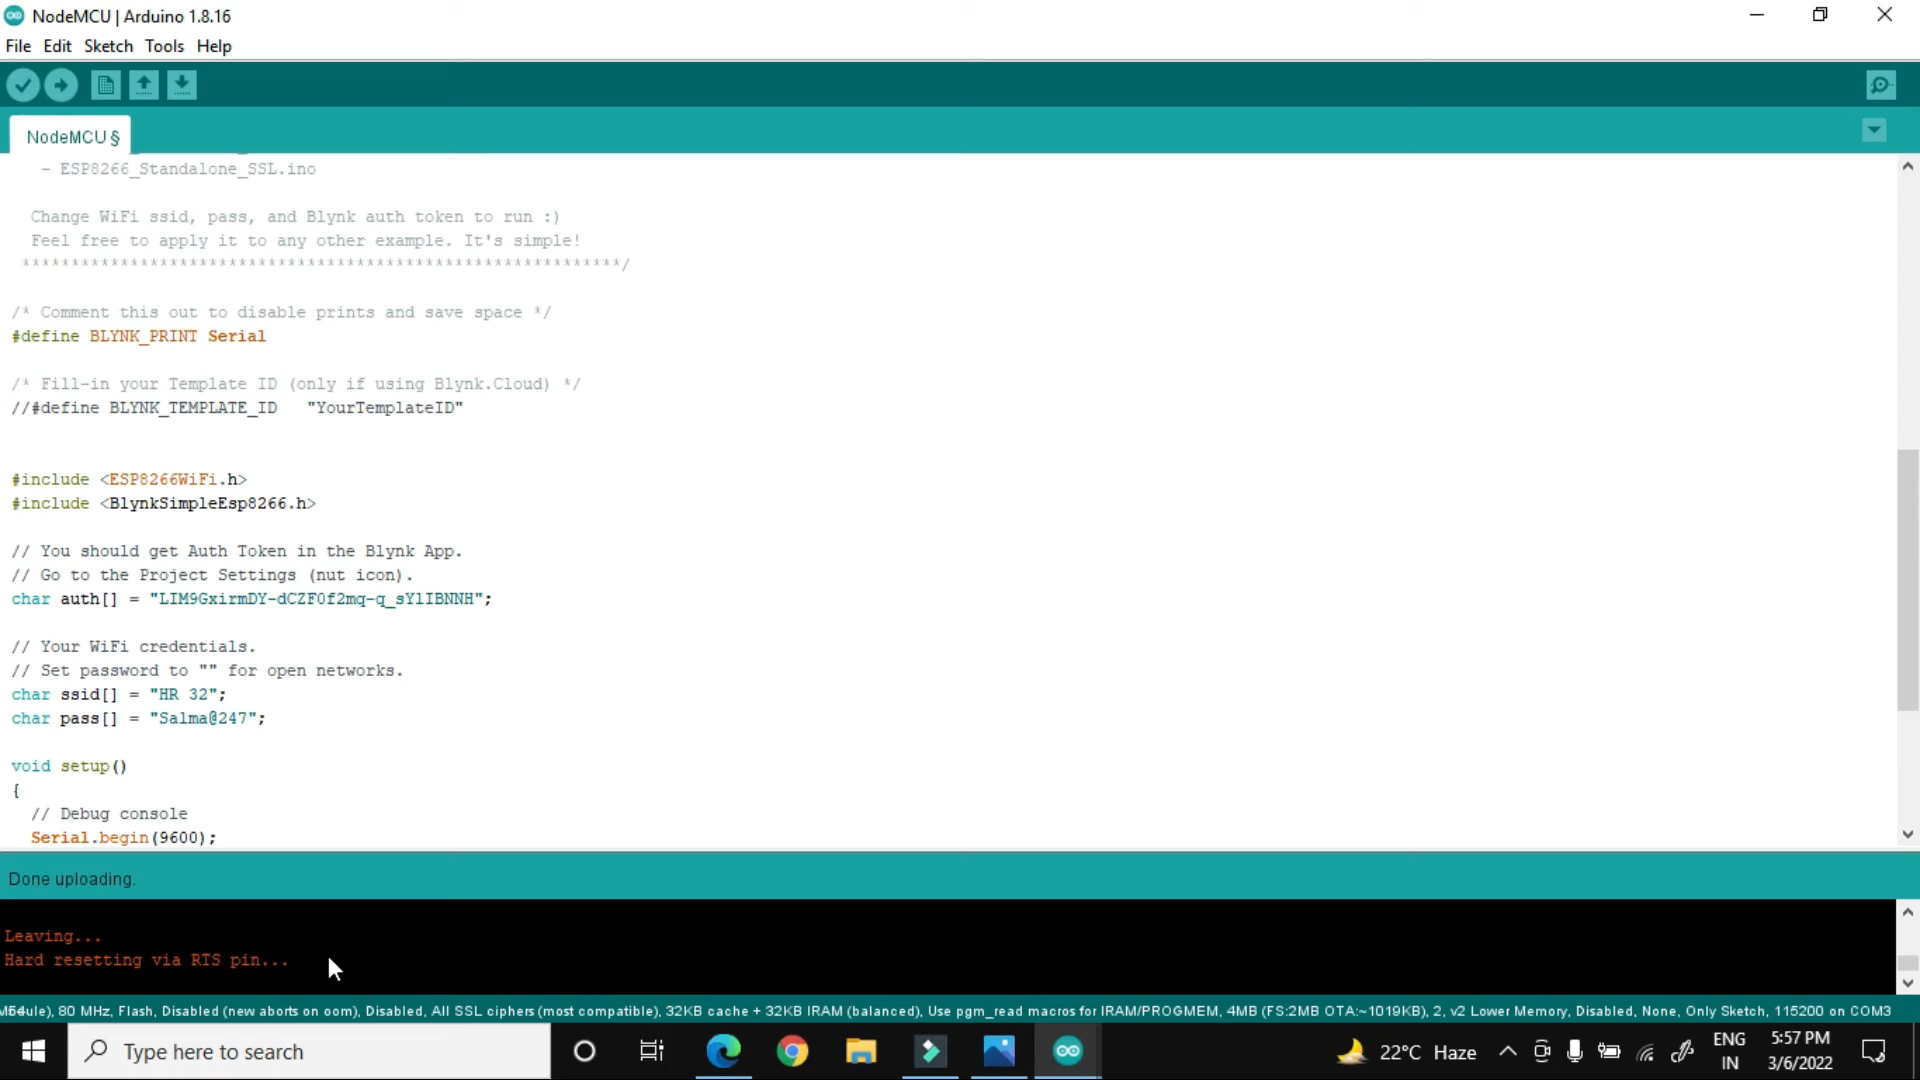 NodeMCU | Arduino 1.8.16
File Edit Sketch Tools Help
NodeMCU §
- ESP8266_Standalone_SSL.ino
Change WiFi ssid, pass, and Blynk auth token to run :)
Feel free to apply it to any other example. It's simple!
*************************************************************/
/* Comment this out to disable prints and save space */
#define BLYNK_PRINT Serial
/* Fill-in your Template ID (only if using Blynk.Cloud) */
//#define BLYNK_TEMPLATE_ID   "YourTemplateID"
#include <ESP8266WiFi.h>
#include <BlynkSimpleEsp8266.h>
// You should get Auth Token in the Blynk App.
// Go to the Project Settings (nut icon).
char auth[] = "LIM9GxirmDY-dCZF0f2mq-q_sYlIBNNH";
// Your WiFi credentials.
// Set password to "" for open networks.
char ssid[] = "HR 32";
char pass[] = "Salma@247";
void setup()
{
// Debug console
Serial.begin(9600);
Done uploading.
Leaving...
Hard resetting via RTS pin...
80 MHz, Flash, Disabled (new aborts on oom), Disabled, All SSL ciphers (most compatible), 32KB cache + 32KB IRAM (balanced), Use pgm_read macros for IRAM/PROGMEM, 4MB (FS:2MB OTA:~1019KB), 2, v2 Lower Memory, Disabled, None, Only Sketch, 115200 on COM3
Type here to search
22°C Haze
ENG
IN
5:57 PM
3/6/2022